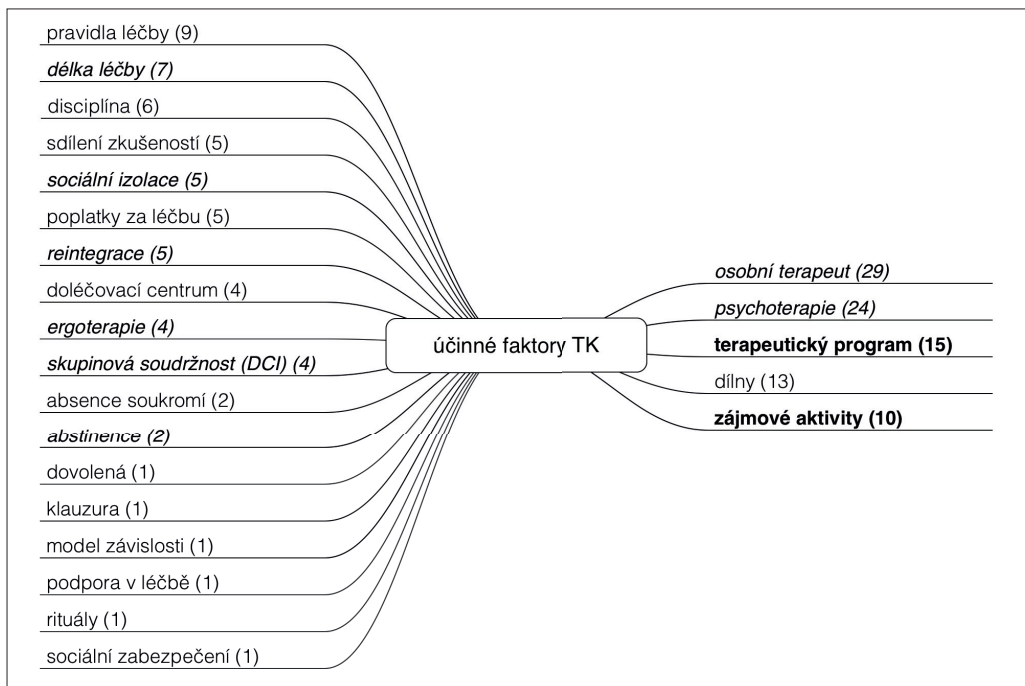 pravidla léčby (9)
délka léčby (7)
disciplína (6)
sdílení zkušeností (5)
sociální izolace (5)
poplatky za léčbu (5)
reintegrace (5)
doléčovací centrum (4)
ergoterapie (4)
skupinová soudržnost (DCI) (4)
absence soukromí (2)
abstinence (2)
dovolená (1)
klauzura (1)
model závislosti (1)
podpora v léčbě (1)
rituály (1)
sociální zabezpečení (1)
účinné faktory TK
osobní terapeut (29)
psychoterapie (24)
terapeutický program (15)
dílny (13)
zájmové aktivity (10)